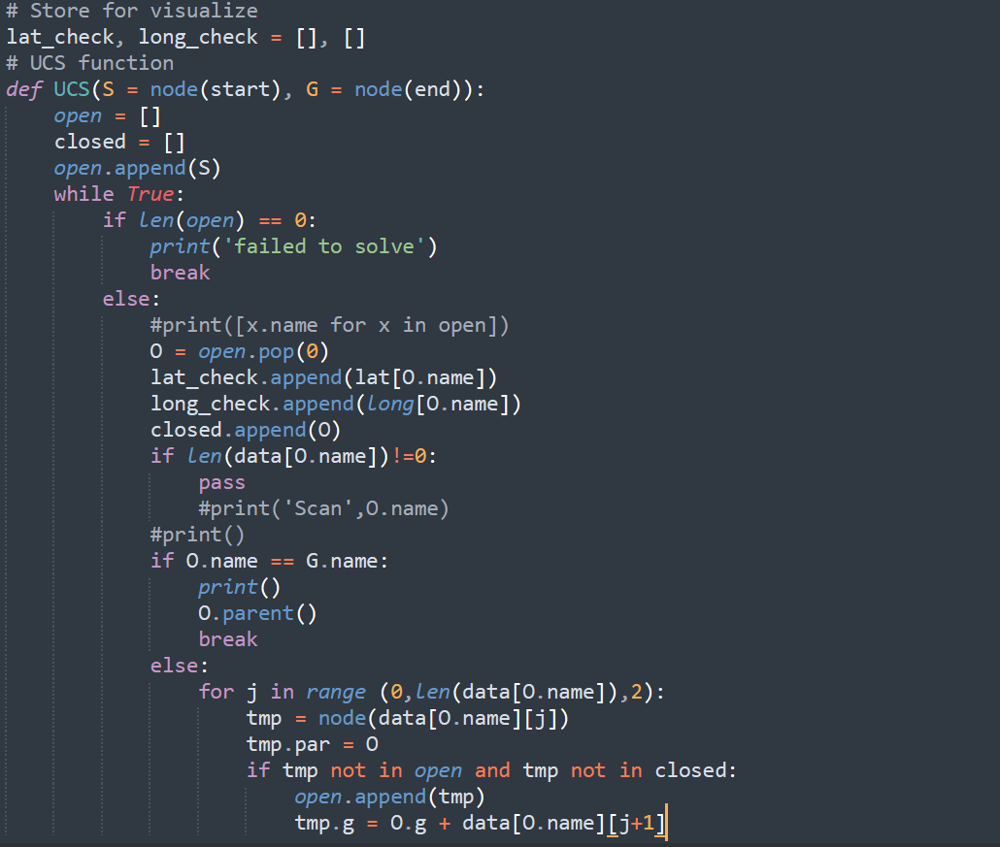 # Store for visualize
lat_check, long_check = [], []
# UCS function
def UCS(S = node(start), G = node(end)):
    open = []
    closed = []
    open.append(S)
    while True:
        if len(open) == 0:
            print('failed to solve')
            break
        else:
            #print([x.name for x in open])
            O = open.pop(0)
            lat_check.append(lat[O.name])
            long_check.append(long[O.name])
            closed.append(O)
            if len(data[O.name])!=0:
                pass
                #print('Scan',O.name)
            #print()
            if O.name == G.name:
                print()
                O.parent()
                break
            else:
                for j in range (0,len(data[O.name]),2):
                    tmp = node(data[O.name][j])
                    tmp.par = O
                    if tmp not in open and tmp not in closed:
                        open.append(tmp)
                        tmp.g = O.g + data[O.name][j+1]